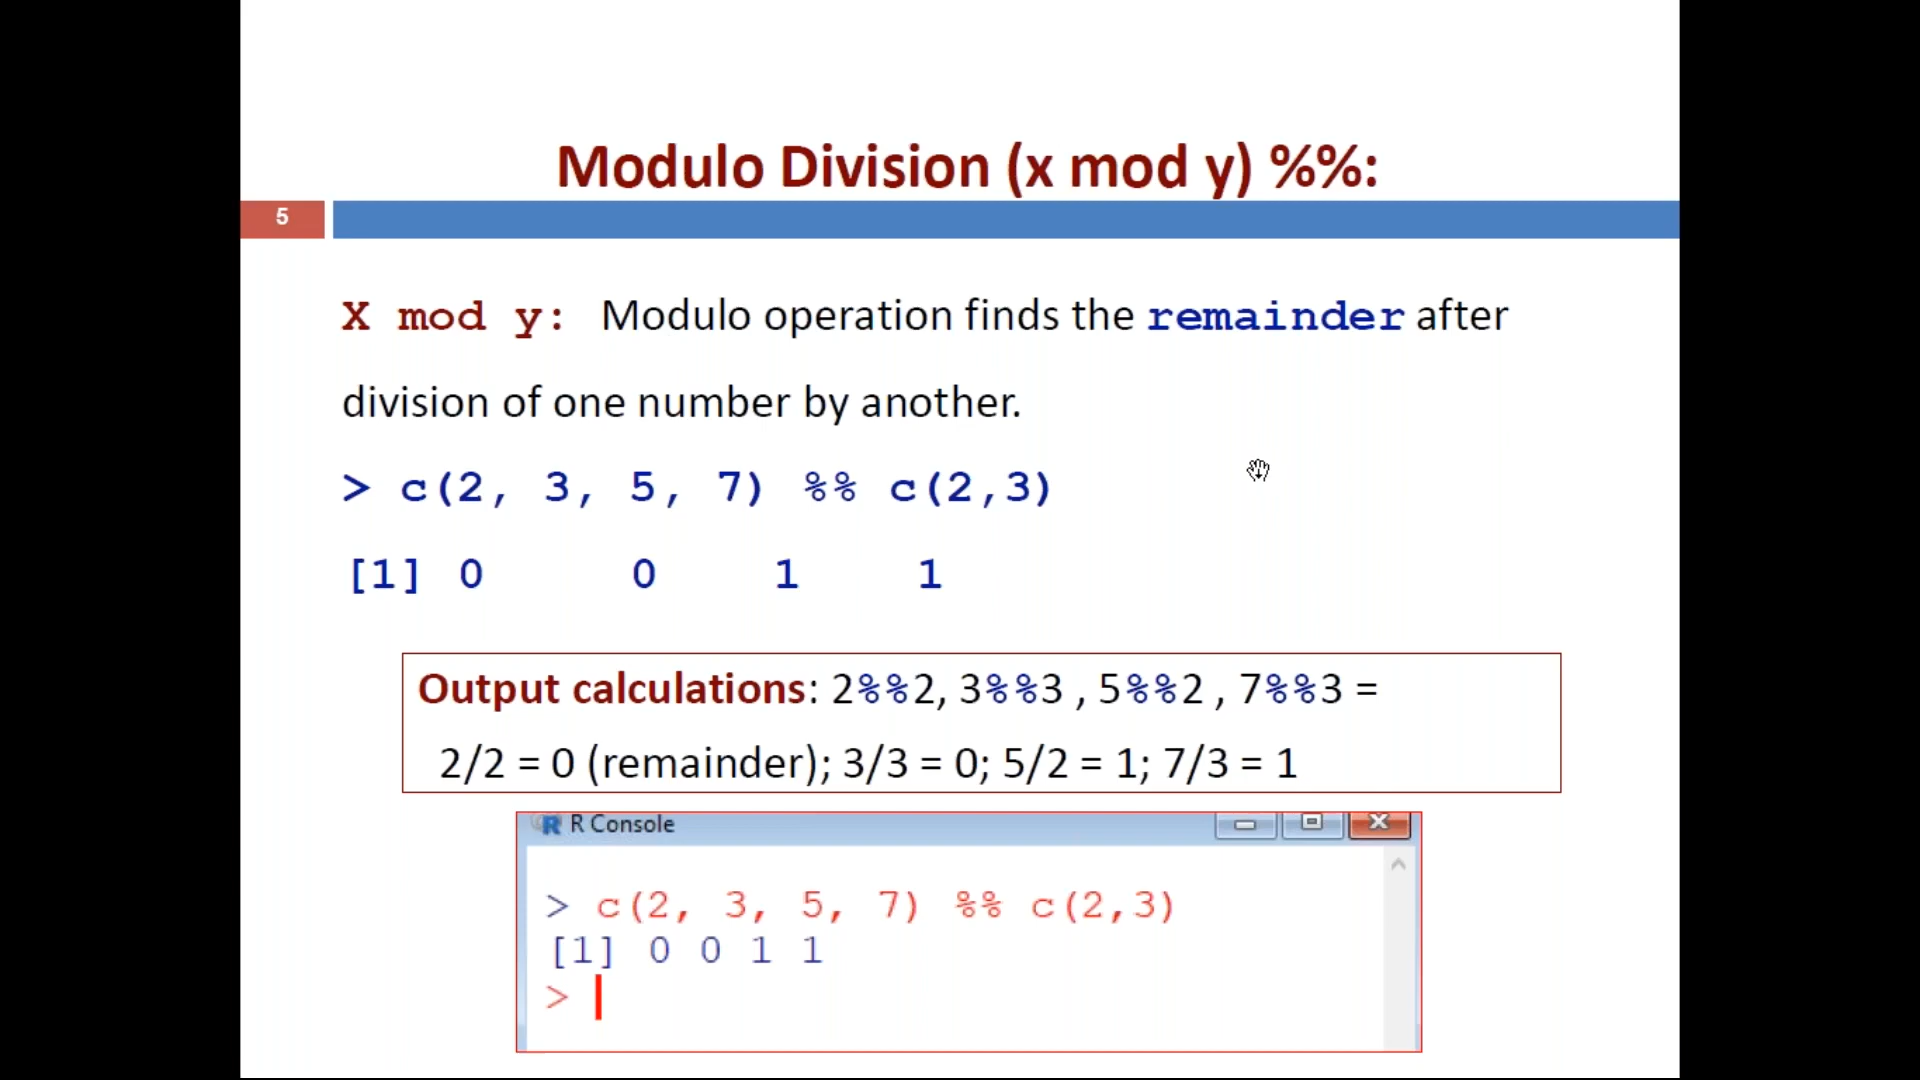 Modulo Division (x mod y) %%:
5
X mod y: Modulo operation finds the remainder after
division of one number by another.
> c(2, 3, 5, 7) %% c(2,3)
[1] 0 0 1 1
Output calculations: 2%%2, 3%%3 , 5%%2 , 7%%3 =
2/2 = 0 (remainder); 3/3 = 0; 5/2 = 1; 7/3 = 1
R R Console
> c(2, 3, 5, 7) %% c(2,3)
[1] 0 0 1 1
>